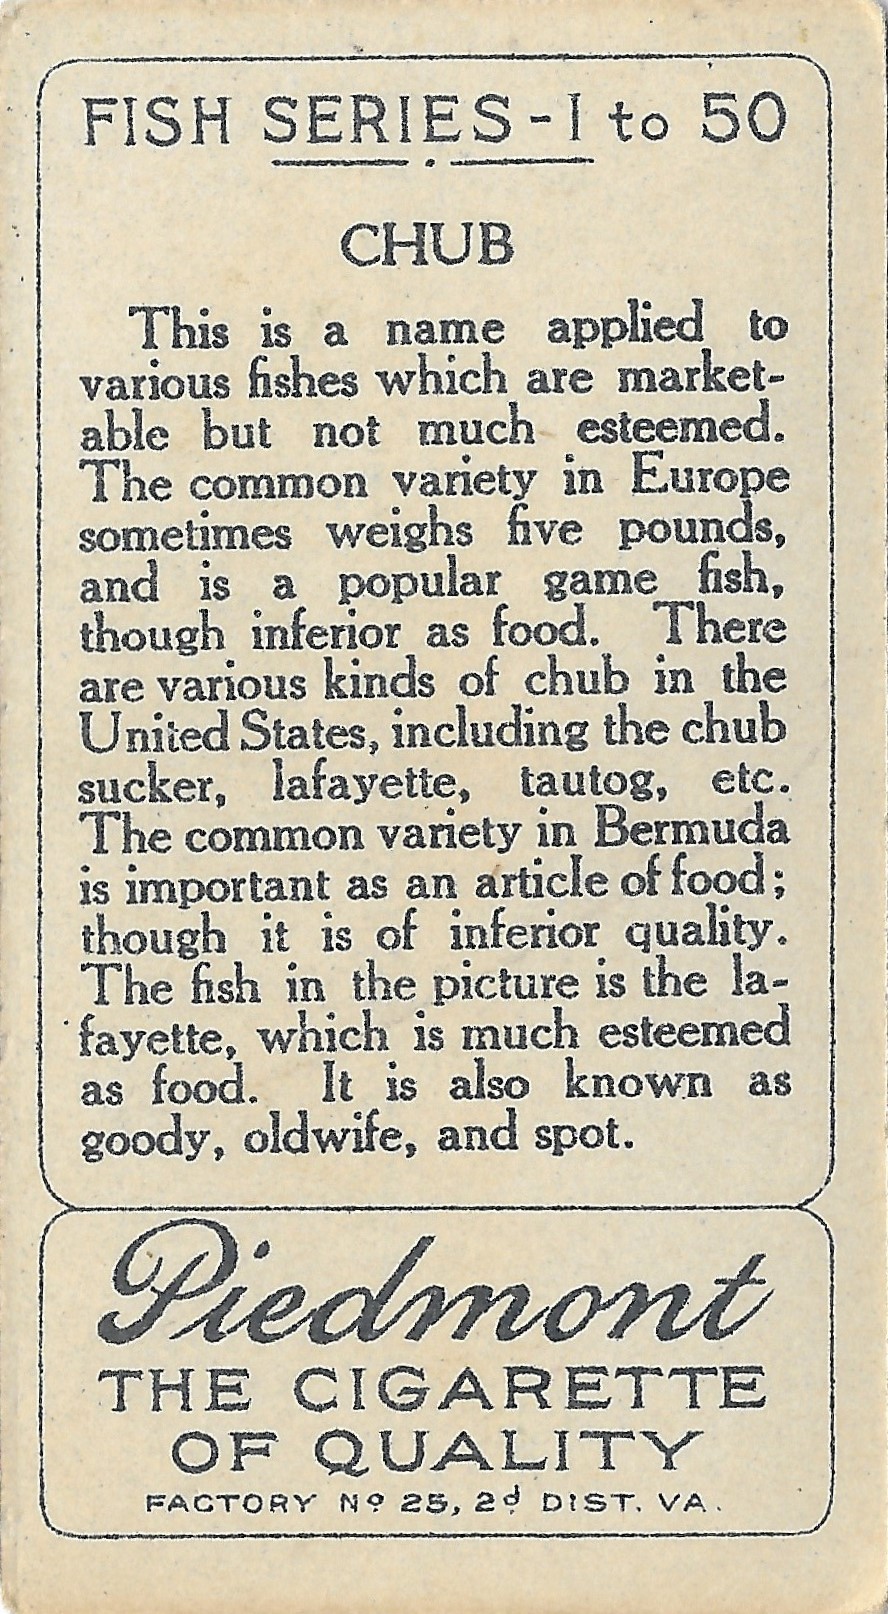 FISH SERIES - 1 to 50
CHUB
This is a name applied to
various fishes which are market-
able but not much esteemed.
The common variety in Europe
sometimes weighs five pounds,
and is a popular game fish,
though inferior as food. There
are various kinds of chub in the
United States, including the chub
sucker, lafayette, tautog, etc.
The common variety in Bermuda
is important as an article of food;
though it is of inferior quality.
The fish in the picture is the la-
fayette, which is much esteemed
as food. It is also known as
goody, oldwife, and spot.
Piedmont
THE CIGARETTE
OF QUALITY
FACTORY Nº 25, 2d DIST. VA.